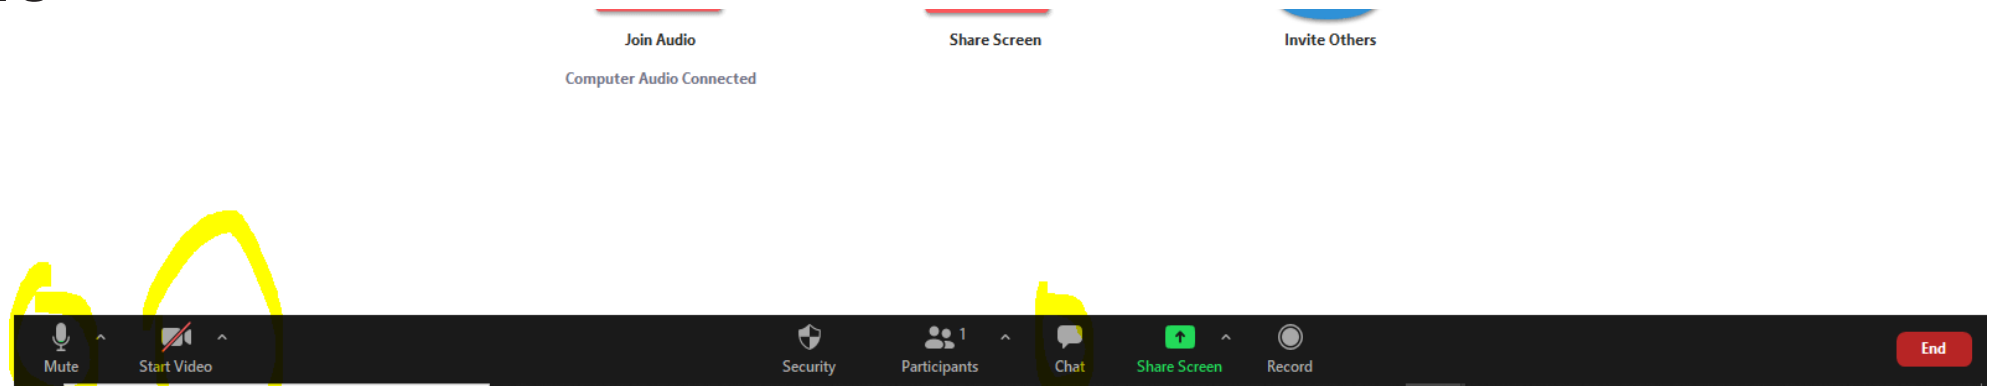 Join Audio Share Screen Invite Others
Computer Audio Connected
1
Mute Start Video Security Participants Chat Share Screen Record End